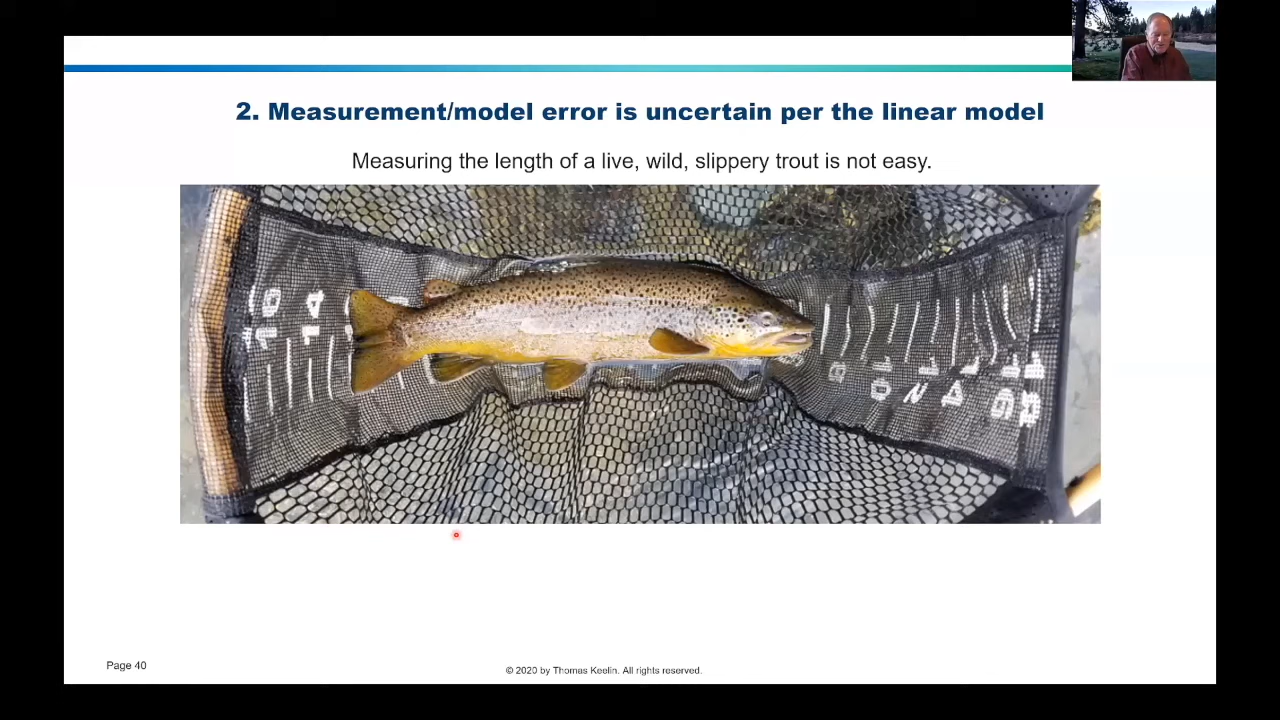 2. Measurement/model error is uncertain per the linear model
Measuring the length of a live, wild, slippery trout is not easy.
Page 40
© 2020 by Thomas Keelin. All rights reserved.